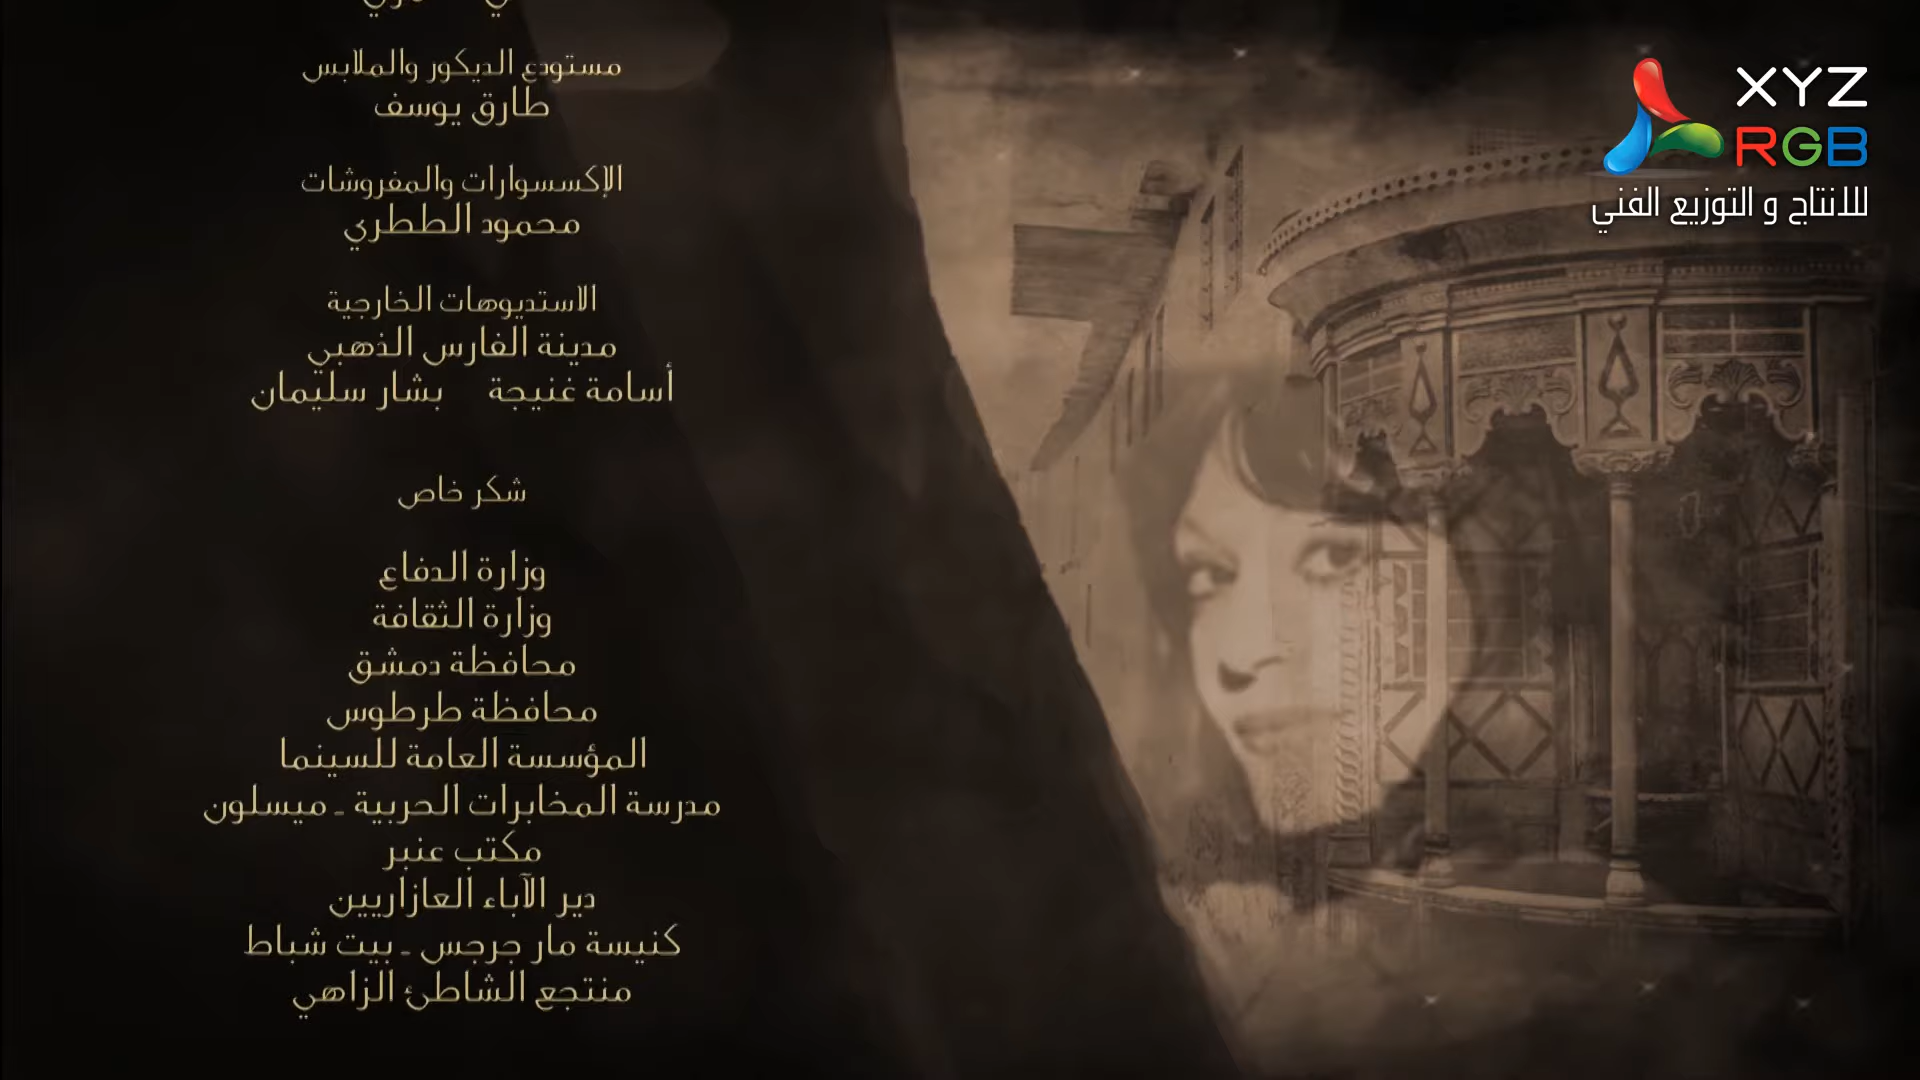 مستودع الديكور والملابس
طارق يوسف
الإكسسوارات والمفروشات
محمود الططري
الاستديوهات الخارجية
مدينة الفارس الذهبي
أسامة غنيجة بشار سليمان
شكر خاص
وزارة الدفاع
وزارة الثقافة
محافظة دمشق
محافظة طرطوس
المؤسسة العامة للسينما
مدرسة المخابرات الحربية - ميسلون
مكتب عنبر
دير الآباء العازاريين
كنيسة مار جرجس - بيت شباط
منتجع الشاطئ الزاهي
XYZ
RGB
للانتاج و التوزيع الفني